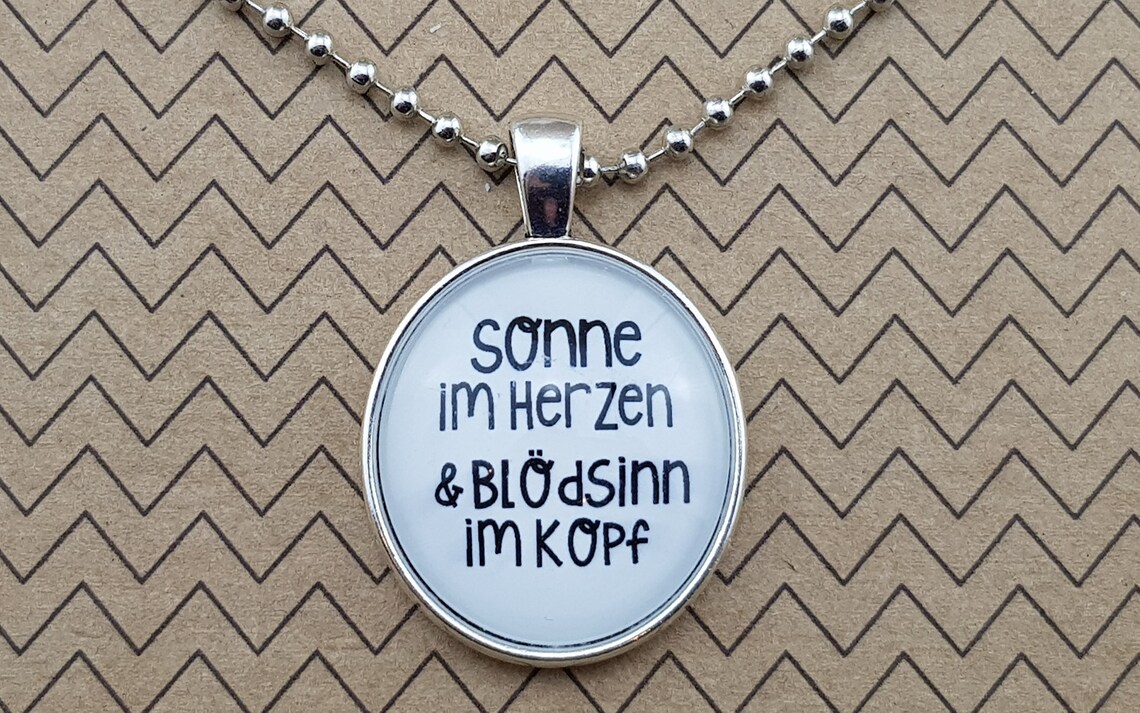 Sonne
im Herzen
& Blödsinn
im Kopf